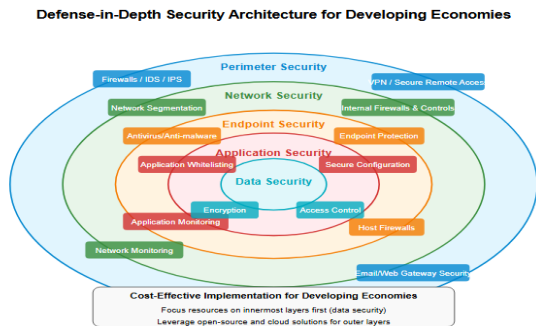 Defense-in-Depth Security Architecture for Developing Economies
Perimeter Security
Firewalls / IDS / IPS
VPN / Secure Remote Access
Network Security
Network Segmentation
Internal Firewalls & Controls
Endpoint Security
Antivirus/Anti-malware
Endpoint Protection
Application Security
Application Whitelisting
Secure Configuration
Data Security
Encryption
Access Control
Application Monitoring
Host Firewalls
Network Monitoring
Email/Web Gateway Security
Cost-Effective Implementation for Developing Economies
Focus resources on innermost layers first (data security)
Leverage open-source and cloud solutions for outer layers